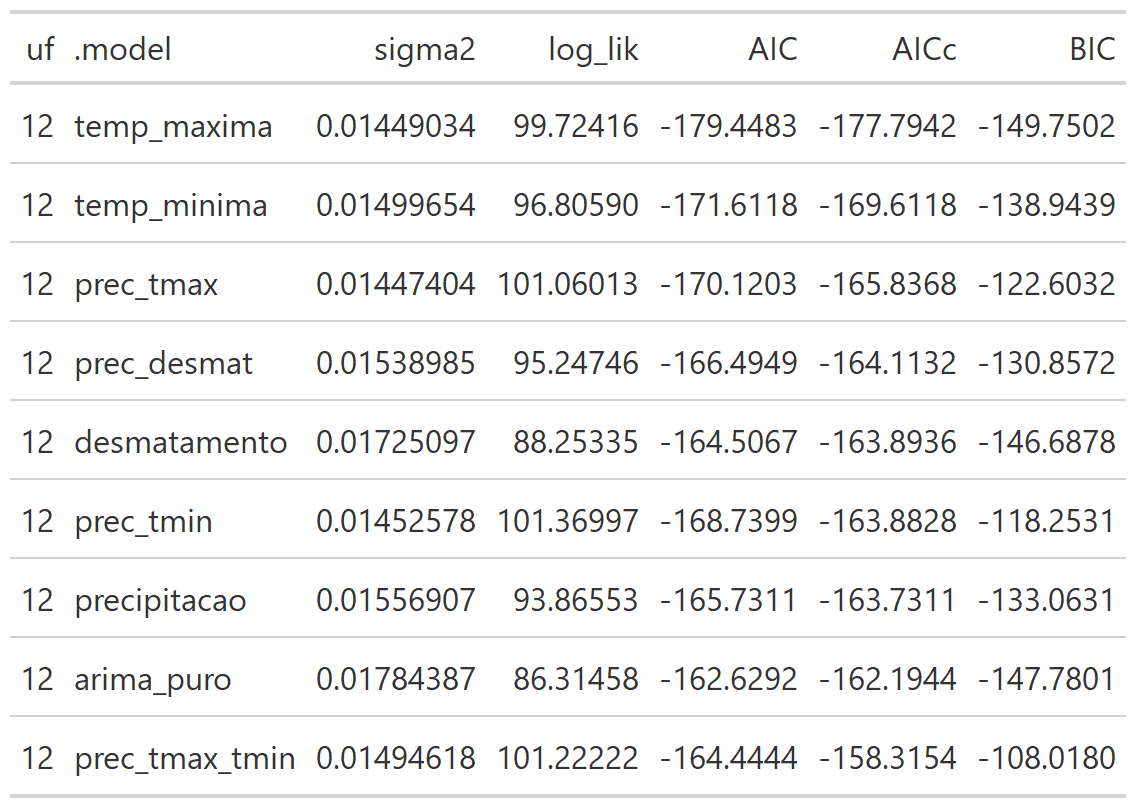 uf .model sigma2 log_lik AIC AICc BIC
12 temp_maxima 0.01449034 99.72416 -179.4483 -177.7942 -149.7502
12 temp_minima 0.01499654 96.80590 -171.6118 -169.6118 -138.9439
12 prec_tmax 0.01447404 101.06013 -170.1203 -165.8368 -122.6032
12 prec_desmat 0.01538985 95.24746 -166.4949 -164.1132 -130.8572
12 desmatamento 0.01725097 88.25335 -164.5067 -163.8936 -146.6878
12 prec_tmin 0.01452578 101.36997 -168.7399 -163.8828 -118.2531
12 precipitacao 0.01556907 93.86553 -165.7311 -163.7311 -133.0631
12 arima_puro 0.01784387 86.31458 -162.6292 -162.1944 -147.7801
12 prec_tmax_tmin 0.01494618 101.22222 -164.4444 -158.3154 -108.0180